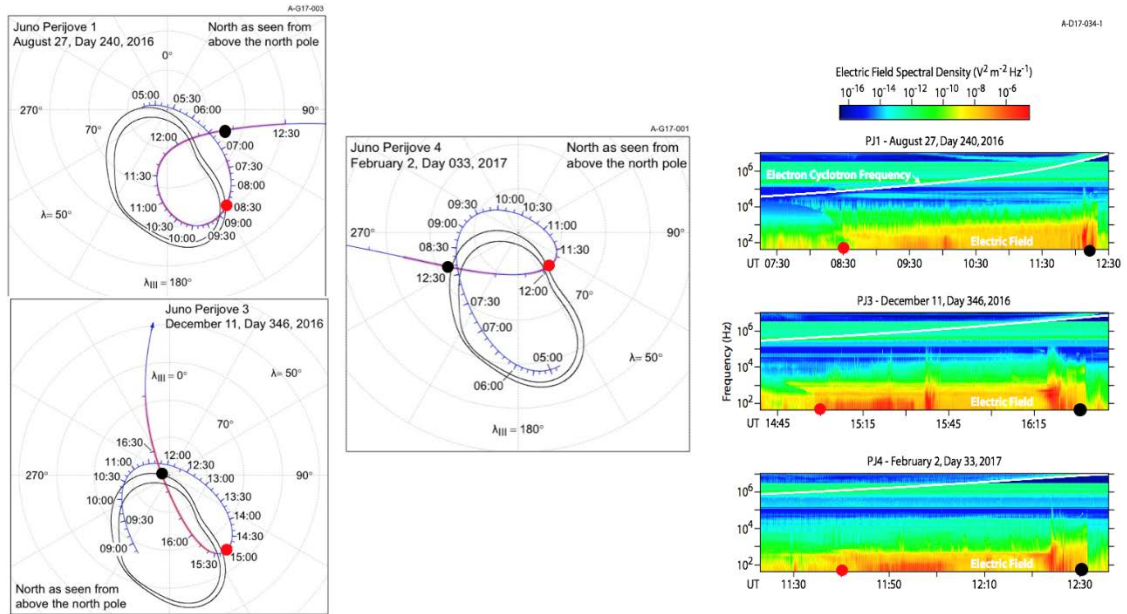 A-G17-003
Juno Perijove 1
August 27, Day 240, 2016
North as seen from
above the north pole
0°
270°
90°
70°
05:00
05:30
06:00
12:30
12:00
07:00
07:30
11:30
08:00
08:30
11:00
09:00
10:30
10:00
09:30
λ= 50°
λIII = 180°
Juno Perijove 3
December 11, Day 346, 2016
λIII = 0°
λ= 50°
70°
16:30
11:00
12:00
12:30
10:30
13:00
270°
90°
10:00
13:30
14:00
09:30
14:30
16:00
09:00
15:00
15:30
North as seen from
above the north pole
A-G17-001
Juno Perijove 4
February 2, Day 033, 2017
North as seen from
above the north pole
10:00
09:30
10:30
09:00
11:00
270°
90°
08:30
11:30
12:30
12:00
70°
07:30
07:00
05:00
λ= 50°
06:00
λIII = 180°
A-D17-034-1
Electric Field Spectral Density (V2 m-2 Hz-1)
10-16 10-14 10-12 10-10 10-8 10-6
PJ1 - August 27, Day 240, 2016
Electron Cyclotron Frequency
106
104
102
Electric Field
UT 07:30 08:30 09:30 10:30 11:30 12:30
PJ3 - December 11, Day 346, 2016
Frequency (Hz)
106
104
102
Electric Field
UT 14:45 15:15 15:45 16:15
PJ4 - February 2, Day 33, 2017
106
104
102
Electric Field
UT 11:30 11:50 12:10 12:30